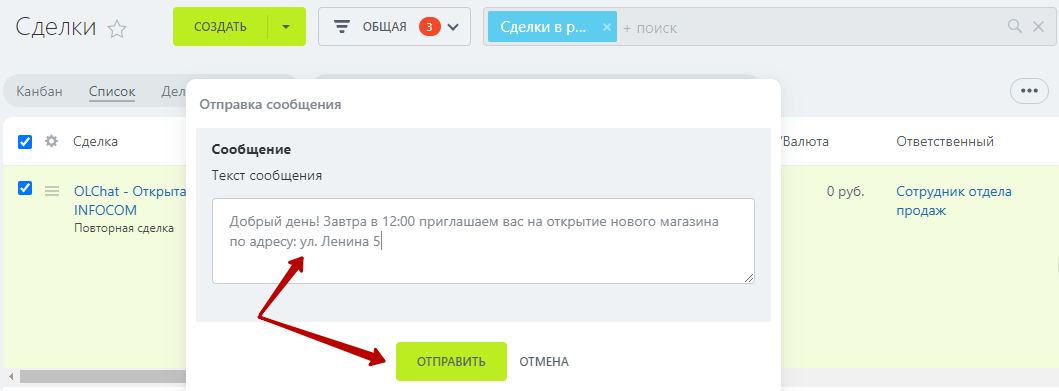 Сделки
СОЗДАТЬ
ОБЩАЯ 3
Сделки в р... × + поиск
Канбан Список Дел
Отправка сообщения
Сделка
/Валюта Ответственный
Сообщение
Текст сообщения
OLChat - Открыта
INFOCOM
Повторная сделка
0 руб. Сотрудник отдела
продаж
Добрый день! Завтра в 12:00 приглашаем вас на открытие нового магазина
по адресу: ул. Ленина 5
ОТПРАВИТЬ ОТМЕНА